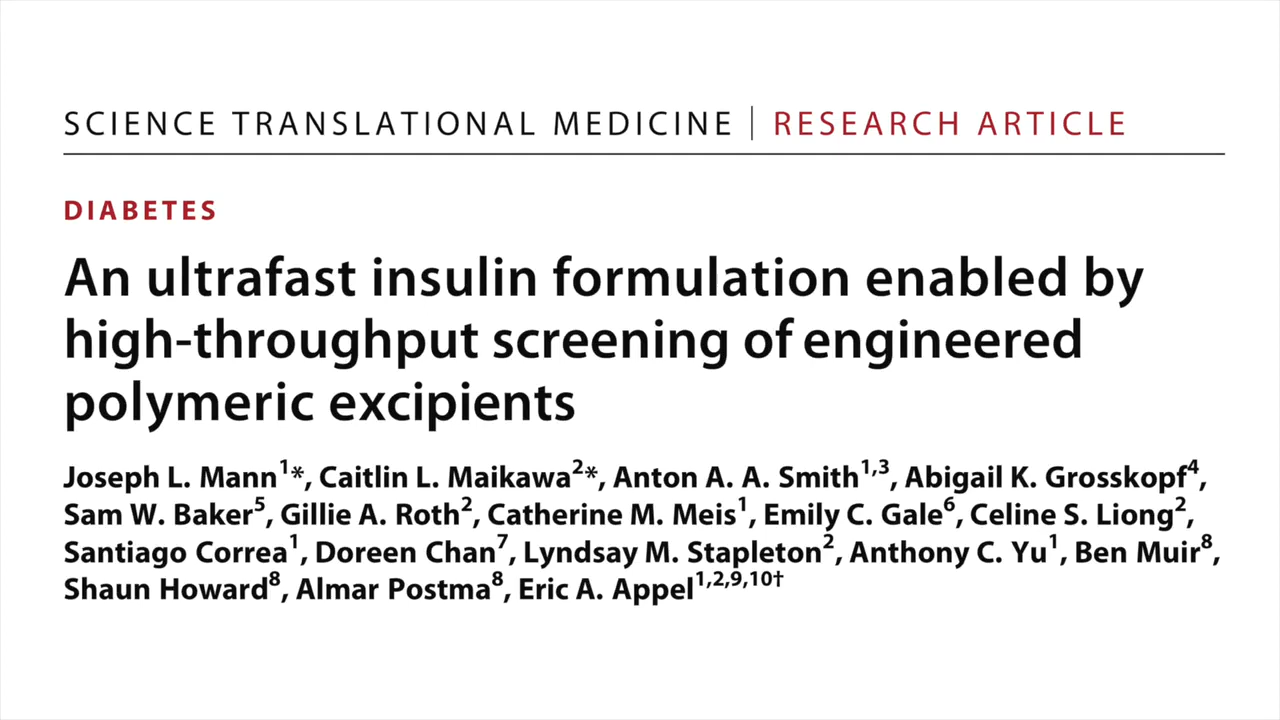 SCIENCE TRANSLATIONAL MEDICINE | RESEARCH ARTICLE
DIABETES
An ultrafast insulin formulation enabled by
high-throughput screening of engineered
polymeric excipients
Joseph L. Mann1*, Caitlin L. Maikawa2*, Anton A. A. Smith1,3, Abigail K. Grosskopf4,
Sam W. Baker5, Gillie A. Roth2, Catherine M. Meis1, Emily C. Gale6, Celine S. Liong2,
Santiago Correa1, Doreen Chan7, Lyndsay M. Stapleton2, Anthony C. Yu1, Ben Muir8,
Shaun Howard8, Almar Postma8, Eric A. Appel1,2,9,10†